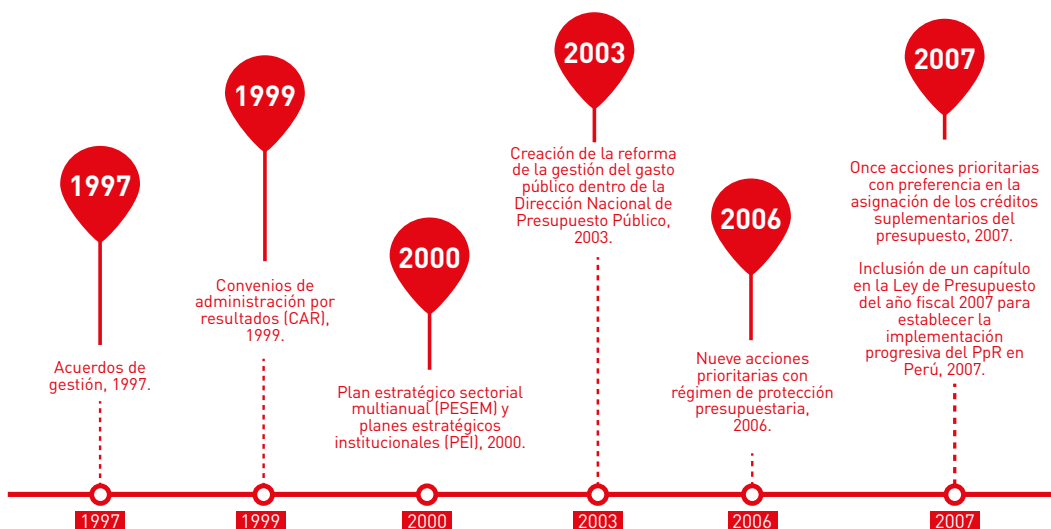 1997
Acuerdos de
gestión, 1997.
1999
Convenios de
administración por
resultados (CAR),
1999.
2000
Plan estratégico sectorial
multianual (PESEM) y
planes estratégicos
institucionales (PEI), 2000.
2003
Creación de la reforma
de la gestión del gasto
público dentro de la
Dirección Nacional de
Presupuesto Público,
2003.
2006
Nueve acciones
prioritarias con
régimen de protección
presupuestaria,
2006.
2007
Once acciones prioritarias
con preferencia en la
asignación de los créditos
suplementarios del
presupuesto, 2007.
Inclusión de un capítulo
en la Ley de Presupuesto
del año fiscal 2007 para
establecer la
implementación
progresiva del PpR en
Perú, 2007.
1997
1999
2000
2003
2006
2007